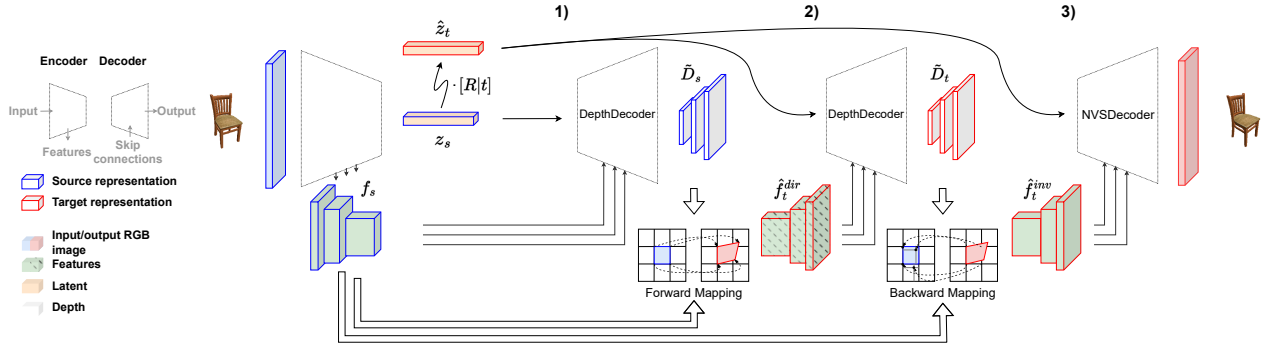 1)
2)
3)
Encoder Decoder
Input
Output
Features
Skip
connections
Source representation
Target representation
Input/output RGB
image
Features
Latent
Depth
ẑ_t
· [R|t]
z_s
f_s
DepthDecoder
D̃_s
Forward Mapping
f̂_t^{dir}
DepthDecoder
D̃_t
Backward Mapping
f̂_t^{inv}
NVSDecoder